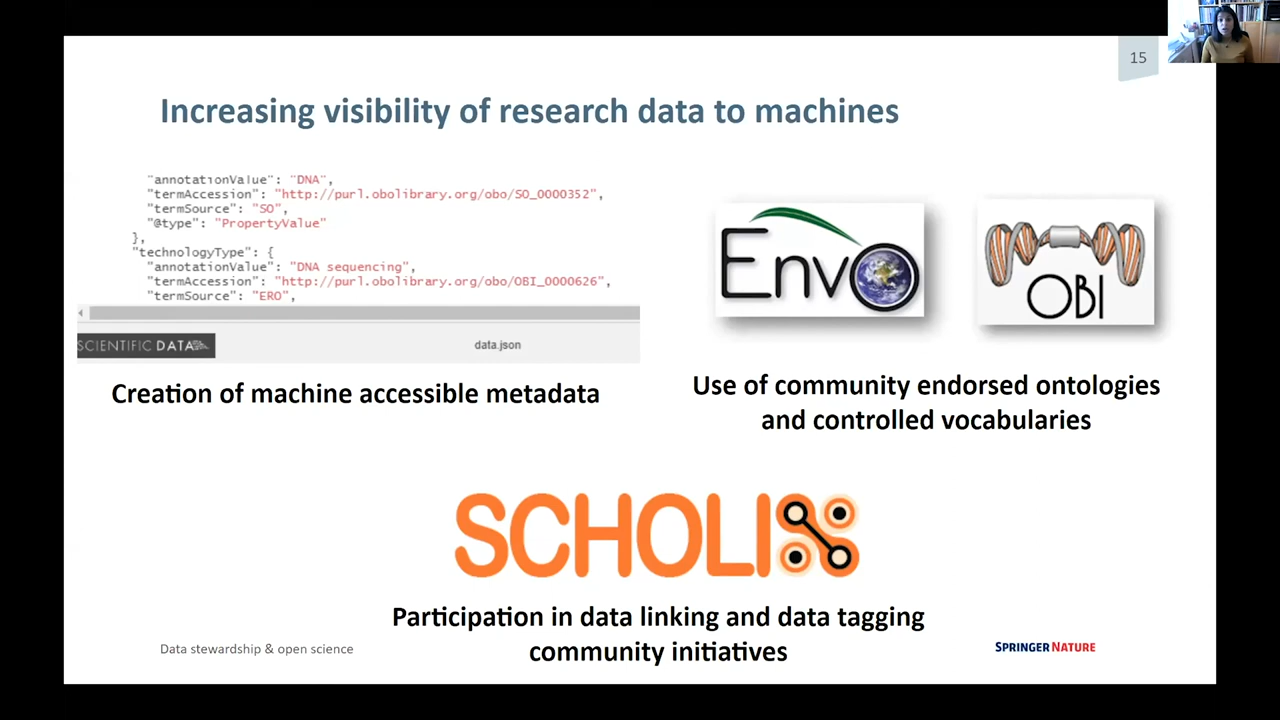 15
Increasing visibility of research data to machines
"annotationValue": "DNA",
"termAccession": "http://purl.obolibrary.org/obo/SO_0000352",
"termSource": "SO",
"@type": "PropertyValue"
},
"technologyType": {
"annotationValue": "DNA sequencing",
"termAccession": "http://purl.obolibrary.org/obo/OBI_0000626",
"termSource": "ERO",
SCIENTIFIC DATA
data.json
Creation of machine accessible metadata
EnvO
OBI
Use of community endorsed ontologies
and controlled vocabularies
SCHOLIX
Participation in data linking and data tagging
community initiatives
Data stewardship & open science
SPRINGER NATURE